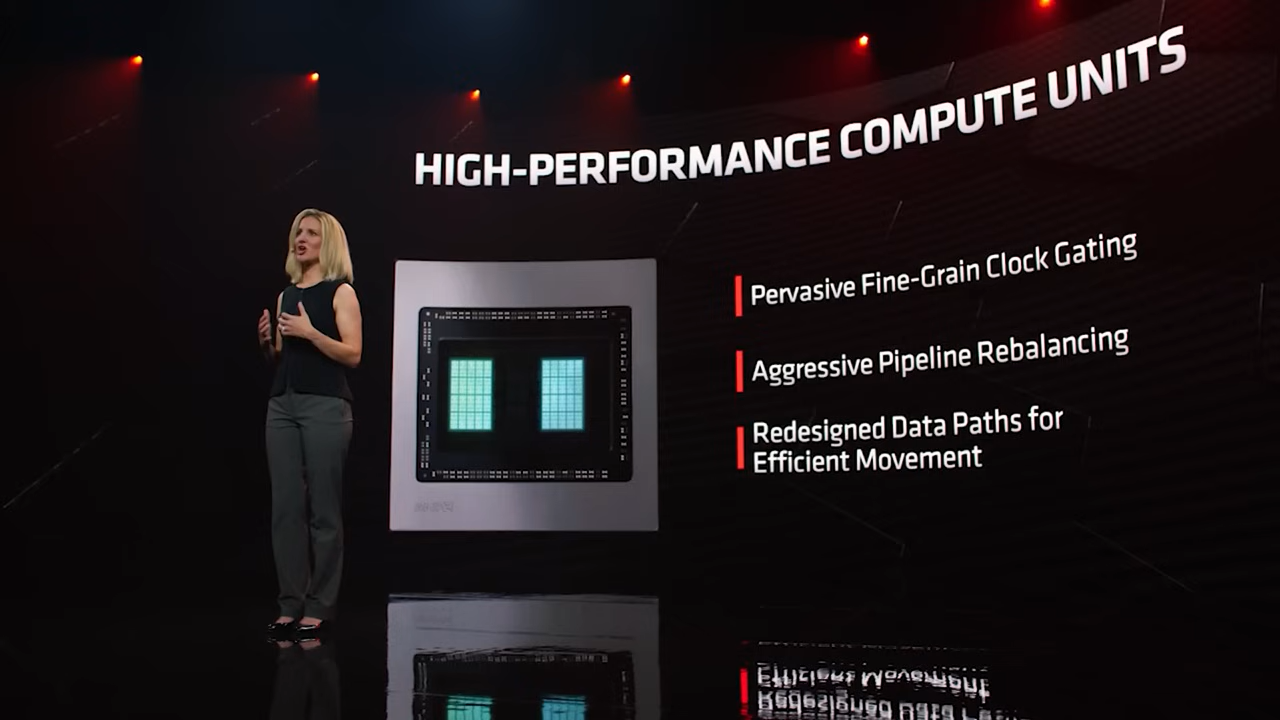 HIGH-PERFORMANCE COMPUTE UNITS
Pervasive Fine-Grain Clock Gating
Aggressive Pipeline Rebalancing
Redesigned Data Paths for
Efficient Movement